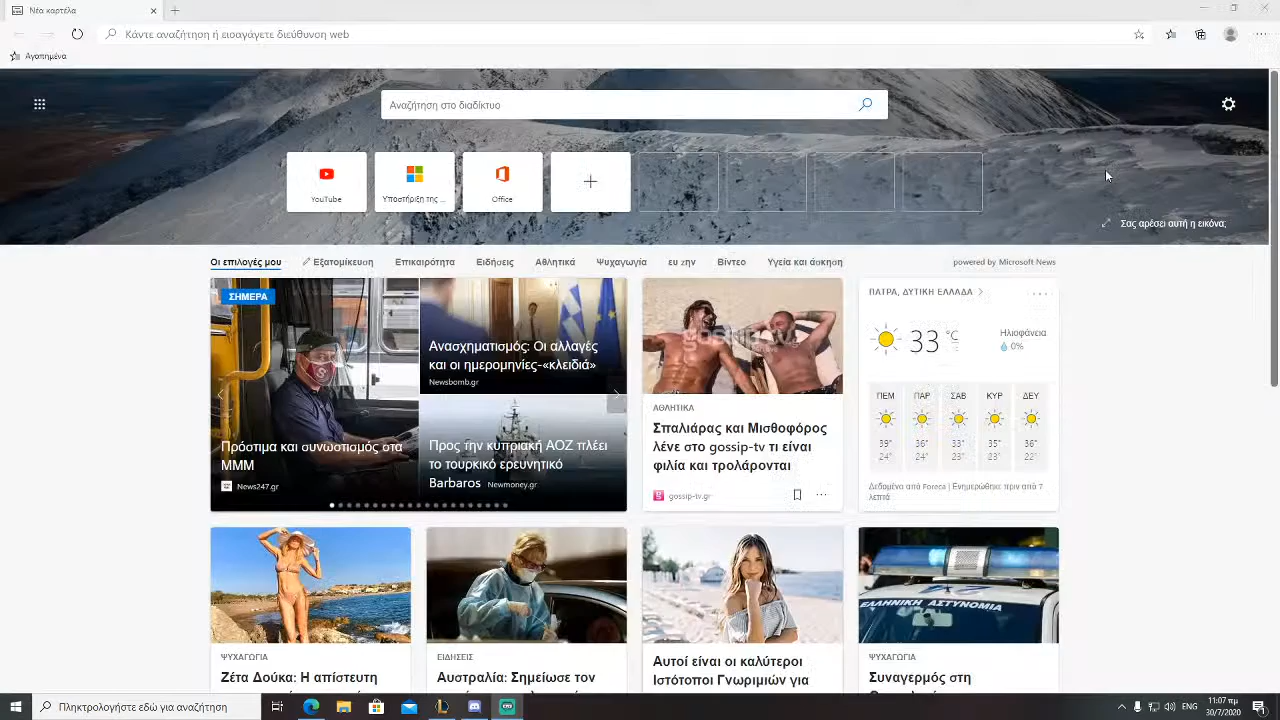 Νέα καρτέλα
Κάντε αναζήτηση ή εισαγάγετε διεύθυνση web
Αγαπημένα
Αναζήτηση στο διαδίκτυο
YouTube
Υποστήριξη της ...
Office
Σας αρέσει αυτή η εικόνα;
Οι επιλογές μου
Εξατομίκευση
Επικαιρότητα
Ειδήσεις
Αθλητικά
Ψυχαγωγία
ευ ζην
Βίντεο
Υγεία και άσκηση
powered by Microsoft News
ΣΗΜΕΡΑ
Πρόστιμα και συνωστισμός στα
ΜΜΜ
News247.gr
Ανασχηματισμός: Οι αλλαγές
και οι ημερομηνίες-«κλειδιά»
Newsbomb.gr
Προς την κυπριακή ΑΟΖ πλέει
το τουρκικό ερευνητικό
Barbaros Newmoney.gr
ΑΘΛΗΤΙΚΑ
Σπαλιάρας και Μισθοφόρος
λένε στο gossip-tv τι είναι
φιλία και τρολάρονται
gossip-tv.gr
ΠΑΤΡΑ, ΔΥΤΙΚΗ ΕΛΛΑΔΑ
33 °C
Ηλιοφάνεια
0%
ΠΕΜ ΠΑΡ ΣΑΒ ΚΥΡ ΔΕΥ
39° 36° 33° 35° 36°
24° 24° 23° 23° 22°
Δεδομένα από Foreca | Ενημερώθηκε πριν από 7
λεπτά
ΨΥΧΑΓΩΓΙΑ
Ζέτα Δούκα: Η απίστευτη
ΕΙΔΗΣΕΙΣ
Αυστραλία: Σημείωσε τον
Αυτοί είναι οι καλύτεροι
Ιστότοποι Γνωριμιών για
ΕΛΛΗΝΙΚΗ ΑΣΤΥΝΟΜΙΑ
ΨΥΧΑΓΩΓΙΑ
Συναγερμός στη
Πληκτρολογήστε εδώ για αναζήτηση
ENG
11:07 πμ
30/7/2020